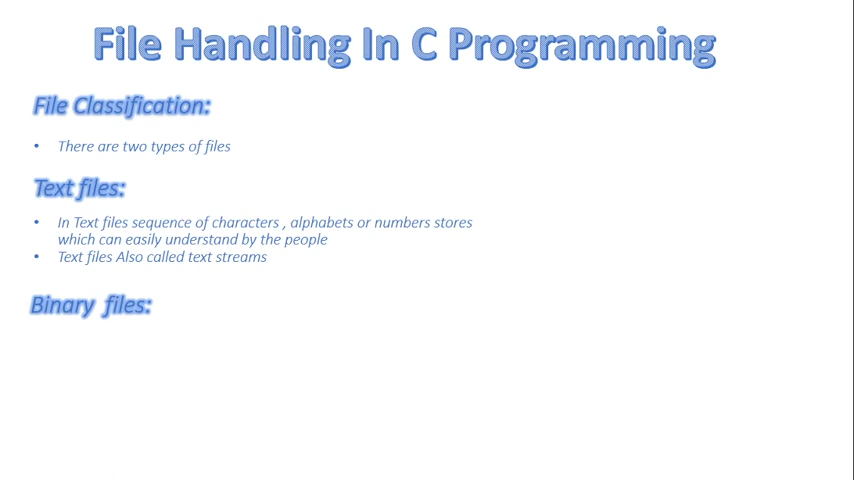 File Handling In C Programming
File Classification:
• There are two types of files
Text files:
• In Text files sequence of characters , alphabets or numbers stores
which can easily understand by the people
• Text files Also called text streams
Binary files: